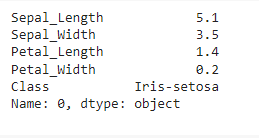 Sepal_Length 5.1
Sepal_Width 3.5
Petal_Length 1.4
Petal_Width 0.2
Class Iris-setosa
Name: 0, dtype: object